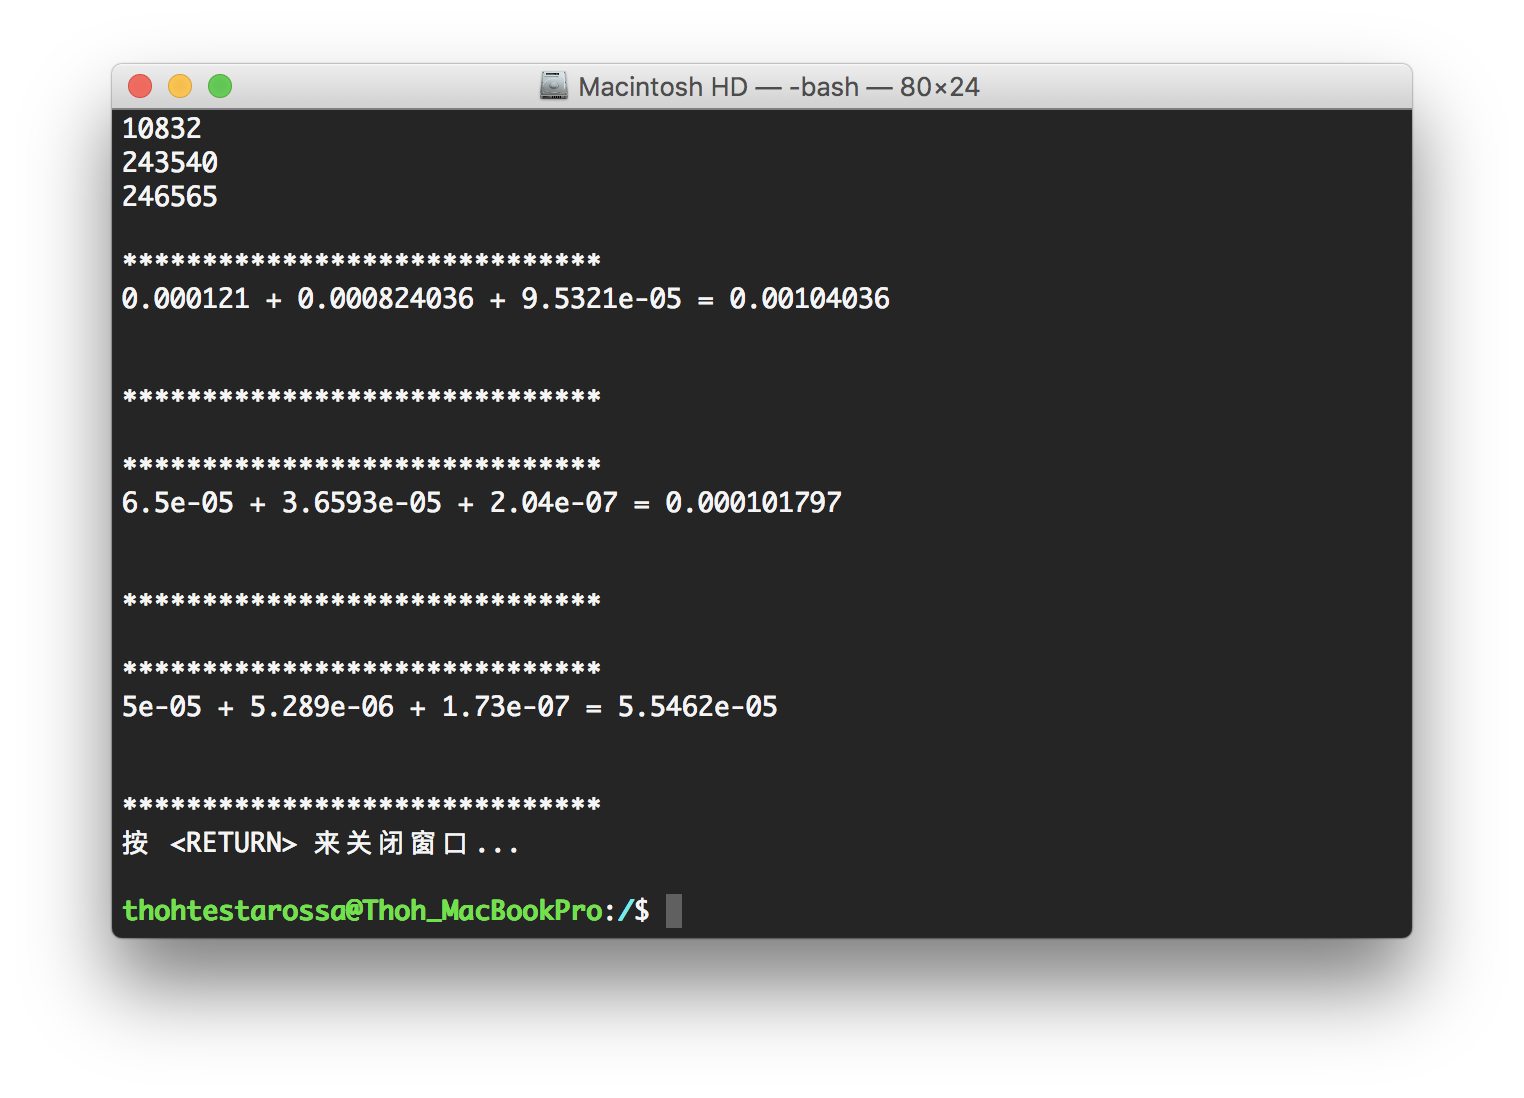 Macintosh HD — -bash — 80×24
10832
243540
246565
******************************
0.000121 + 0.000824036 + 9.5321e-05 = 0.00104036
******************************
******************************
6.5e-05 + 3.6593e-05 + 2.04e-07 = 0.000101797
******************************
******************************
5e-05 + 5.289e-06 + 1.73e-07 = 5.5462e-05
******************************
按 <RETURN> 来关闭窗口...
thohtestarossa@Thoh_MacBookPro:/$